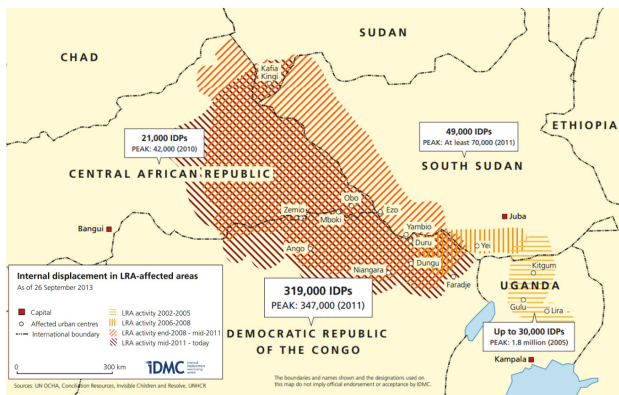 SUDAN
CHAD
Kafia
Kingi
21,000 IDPs
PEAK: 42,000 (2010)
49,000 IDPs
PEAK: At least 70,000 (2011)
ETHIOPIA
SOUTH SUDAN
CENTRAL AFRICAN REPUBLIC
Obo
Zemio
Mboki
Ezo
Juba
Bangui
Yambio
Duru
Yei
Ango
Dungu
Kitgum
Niangara
Faradje
UGANDA
Gulu
Lira
319,000 IDPs
PEAK: 347,000 (2011)
DEMOCRATIC REPUBLIC
OF THE CONGO
Up to 30,000 IDPs
PEAK: 1.8 million (2005)
Kampala
Internal displacement in LRA-affected areas
As of 26 September 2013
Capital
Affected urban centres
International boundary
LRA activity 2002-2005
LRA activity 2006-2008
LRA activity end-2008 - mid-2011
LRA activity mid-2011 - today
0 300 km
iDMC
Sources: UN OCHA, Conciliation Resources, Invisible Children and Resolve, UNHCR
The boundaries and names shown and the designations used on
this map do not imply official endorsement or acceptance by IDMC.